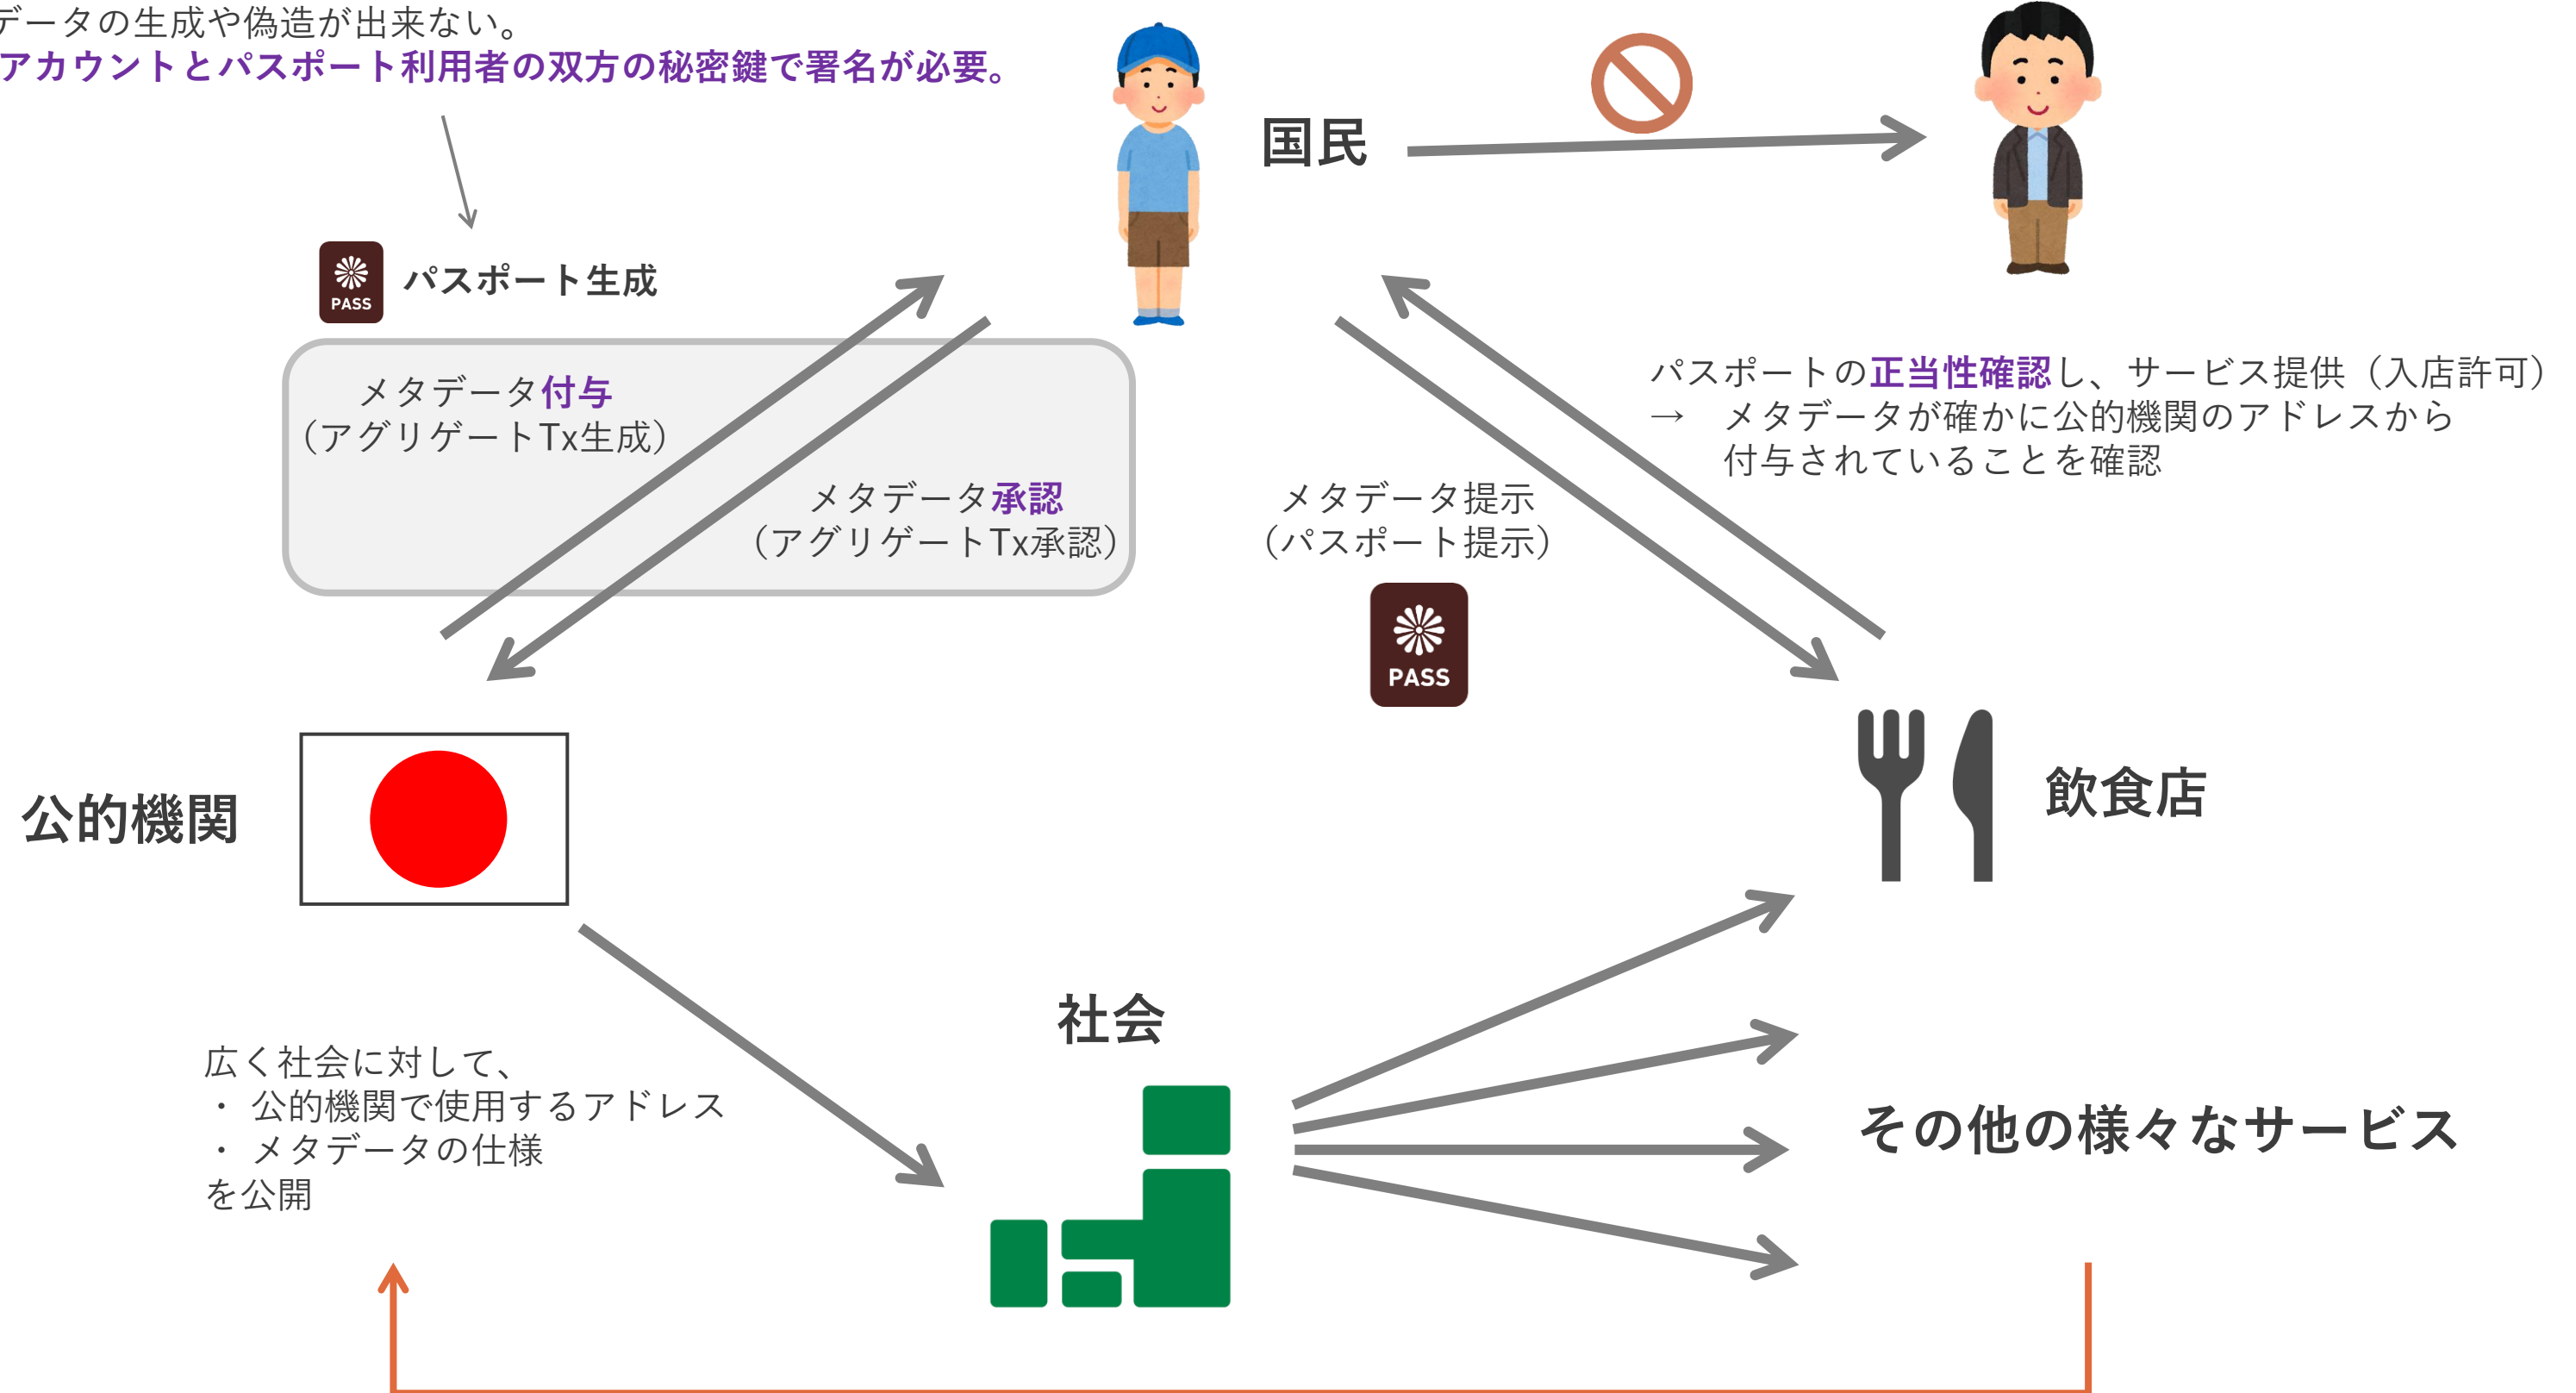 データの生成や偽造が出来ない。
アカウントとパスポート利用者の双方の秘密鍵で署名が必要。
国民
PASS
パスポート生成
メタデータ付与
（アグリゲートTx生成）
メタデータ承認
（アグリゲートTx承認）
パスポートの正当性確認し、サービス提供（入店許可）
→ メタデータが確かに公的機関のアドレスから
付与されていることを確認
メタデータ提示
（パスポート提示）
PASS
公的機関
飲食店
社会
広く社会に対して、
・ 公的機関で使用するアドレス
・ メタデータの仕様
を公開
その他の様々なサービス